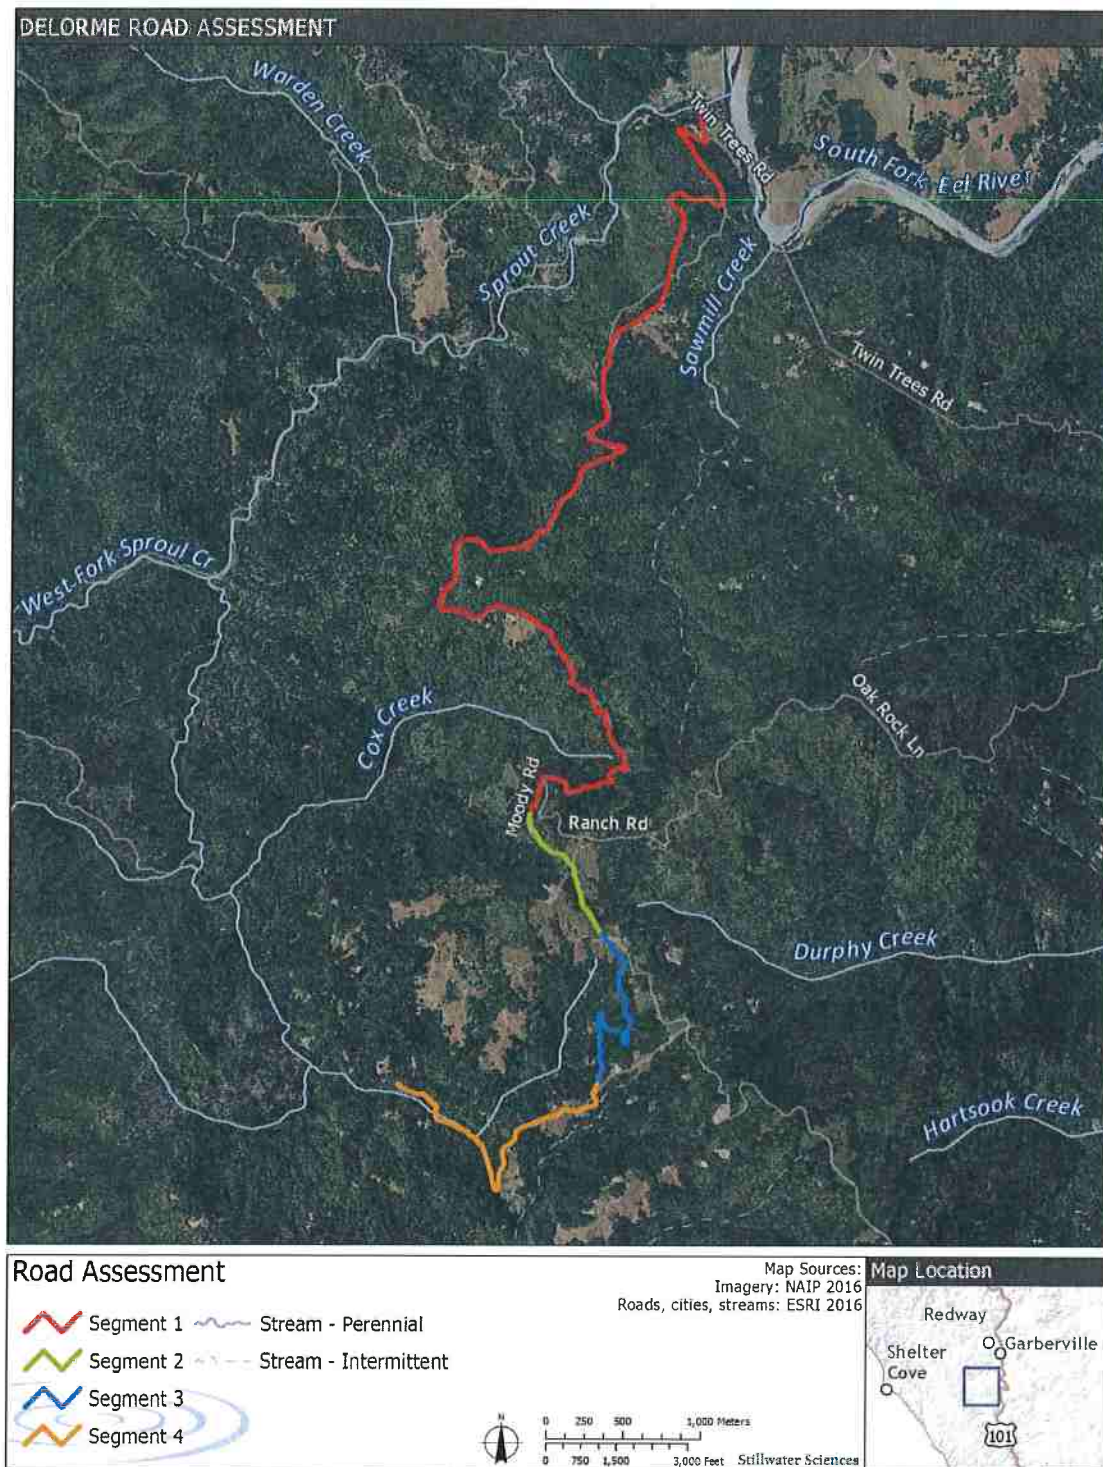 DELORME ROAD ASSESSMENT
Warden Creek
Twin Trees Rd
South Fork Eel River
Sprout Creek
Sawmill Creek
Twin Trees Rd
West Fork Sproul Cr
Oak Rock Ln
Cox Creek
Moody Rd
Ranch Rd
Durphy Creek
Hartsook Creek
Road Assessment
Segment 1
Stream - Perennial
Segment 2
Stream - Intermittent
Segment 3
Segment 4
Map Sources:
Imagery: NAIP 2016
Roads, cities, streams: ESRI 2016
N
0 250 500 1,000 Meters
0 750 1,500 3,000 Feet
Stillwater Sciences
Map Location
Redway
Garberville
Shelter
Cove
101